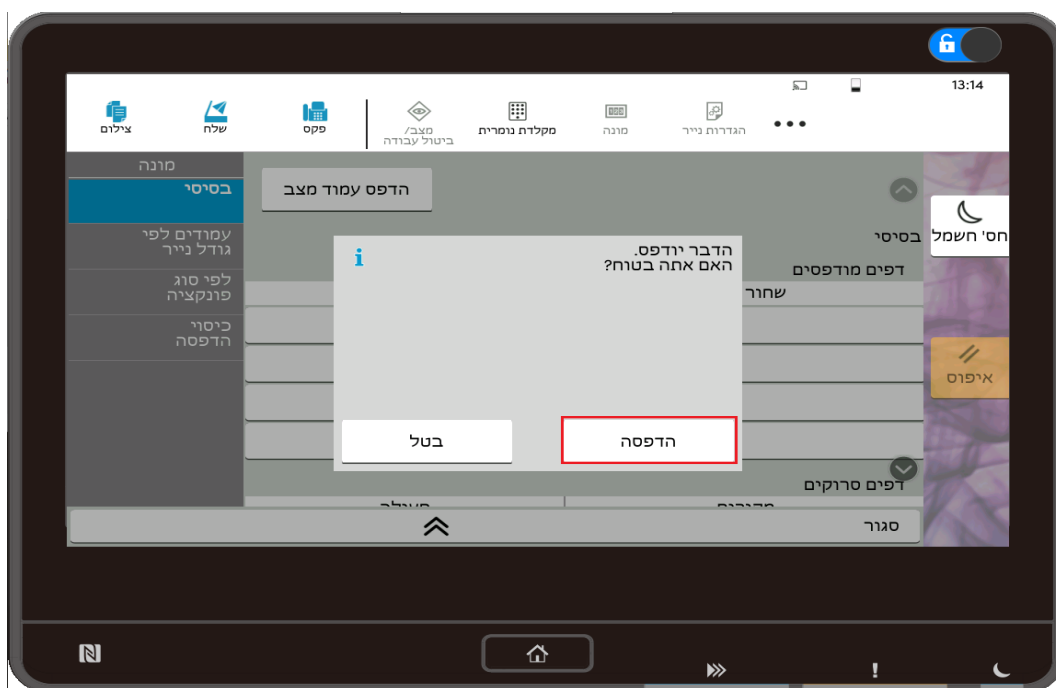 13:14
צילום
שלח
פקס
מצב/
ביטול עבודה
מקלדת נומרית
מונה
הגדרות נייר
מונה
בסיסי
עמודים לפי
גודל נייר
לפי סוג
פונקציה
כיסוי
הדפסה
הדפס עמוד מצב
בסיסי
דפים מודפסים
שחור
הדבר יודפס.
האם אתה בטוח?
הדפסה
בטל
דפים סרוקים
סגור
חס' חשמל
איפוס